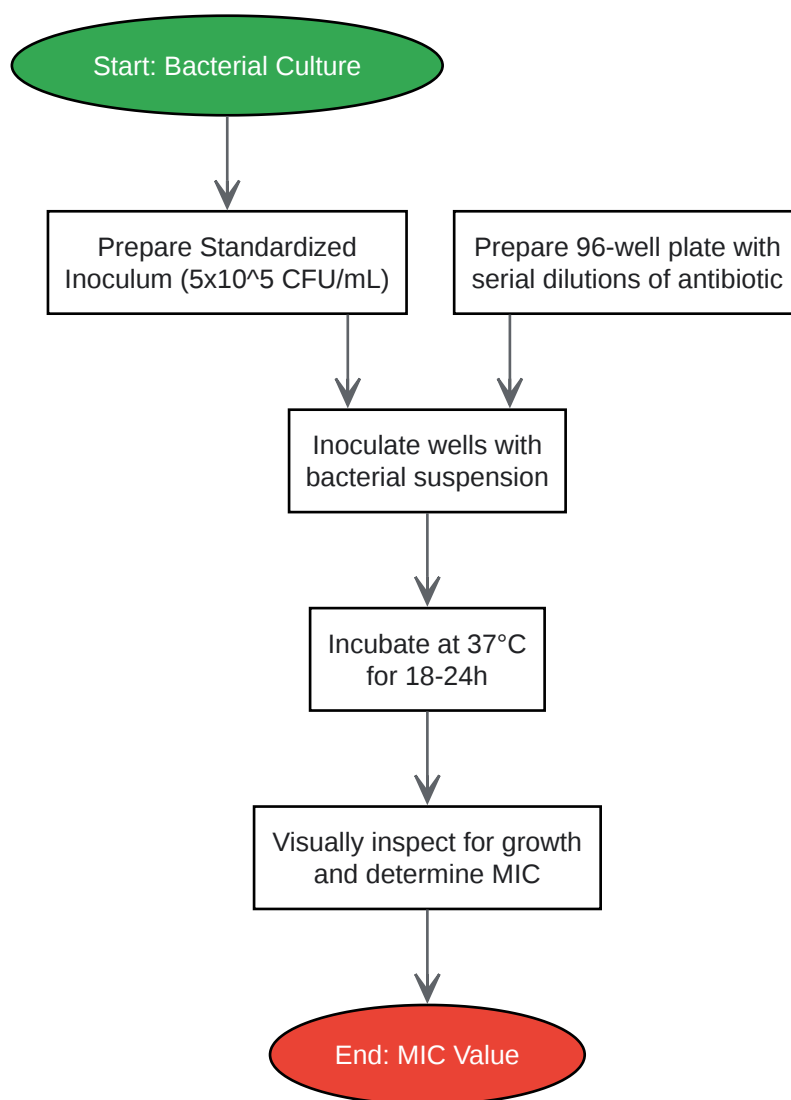 Start: Bacterial Culture
Prepare Standardized
Inoculum (5x10^5 CFU/mL)
Prepare 96-well plate with
serial dilutions of antibiotic
Inoculate wells with
bacterial suspension
Incubate at 37°C
for 18-24h
Visually inspect for growth
and determine MIC
End: MIC Value